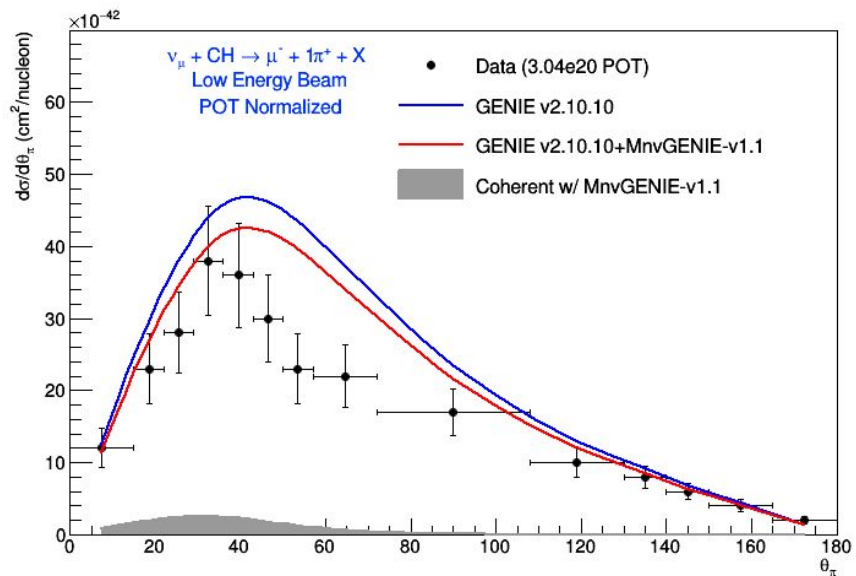 ×10⁻⁴²
ν_μ + CH → μ⁻ + 1π⁺ + X
Low Energy Beam
POT Normalized
Data (3.04e20 POT)
GENIE v2.10.10
GENIE v2.10.10+MnvGENIE-v1.1
Coherent w/ MnvGENIE-v1.1
dσ/dθ_π (cm²/nucleon)
60
50
40
30
20
10
0
0 20 40 60 80 100 120 140 160 180
θ_π